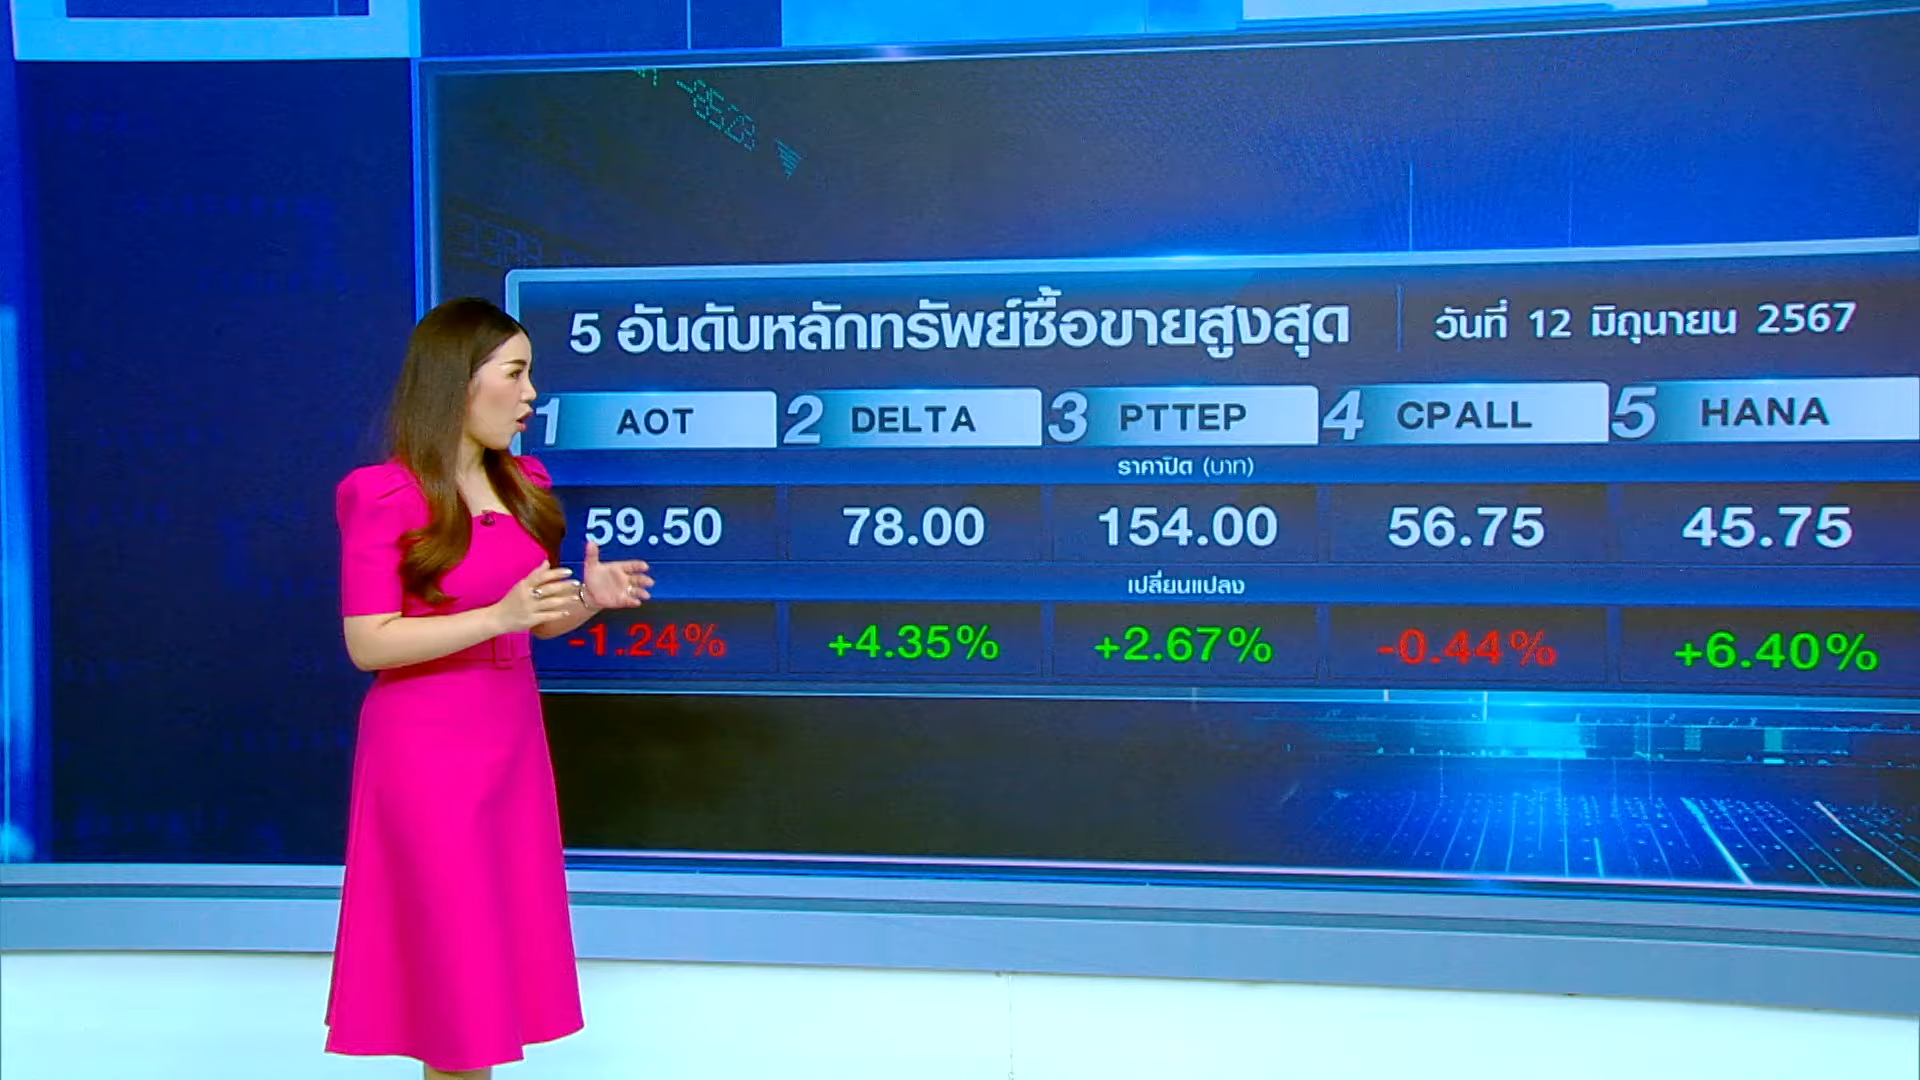 5 อันดับหลักทรัพย์ซื้อขายสูงสุด วันที่ 12 มิถุนายน 2567
1 AOT 2 DELTA 3 PTTEP 4 CPALL 5 HANA
ราคาปิด (บาท)
59.50 78.00 154.00 56.75 45.75
เปลี่ยนแปลง
-1.24% +4.35% +2.67% -0.44% +6.40%